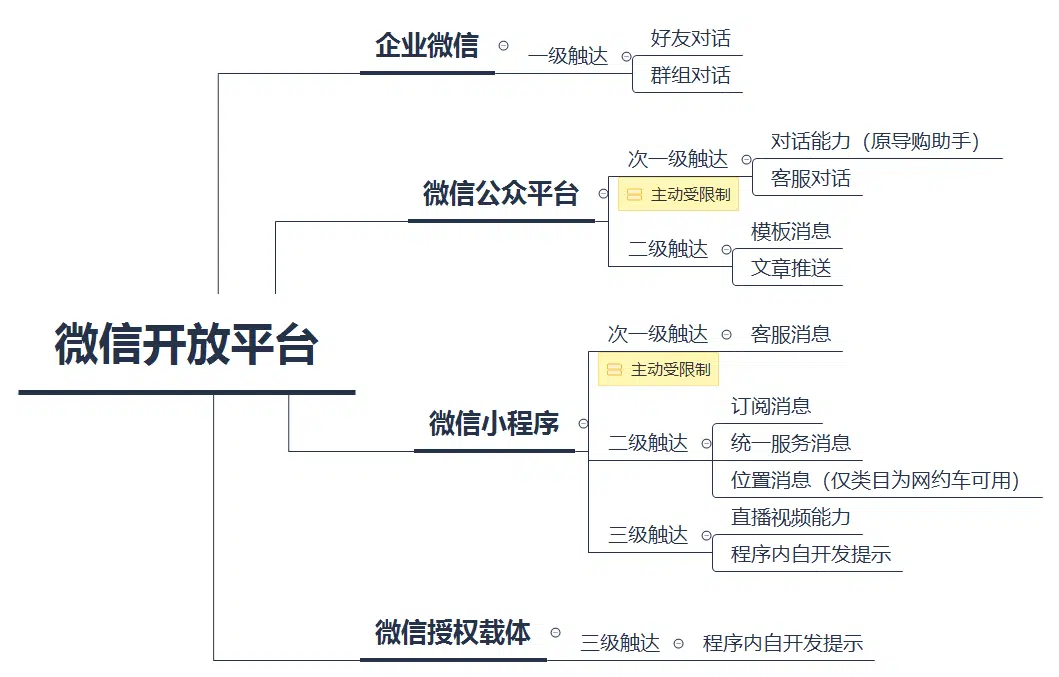 企业微信
一级触达
好友对话
群组对话
微信公众平台
次一级触达
主动受限制
对话能力（原导购助手）
客服对话
二级触达
模板消息
文章推送
微信开放平台
微信小程序
次一级触达
主动受限制
客服消息
二级触达
订阅消息
统一服务消息
位置消息（仅类目为网约车可用）
三级触达
直播视频能力
程序内自开发提示
微信授权载体
三级触达
程序内自开发提示